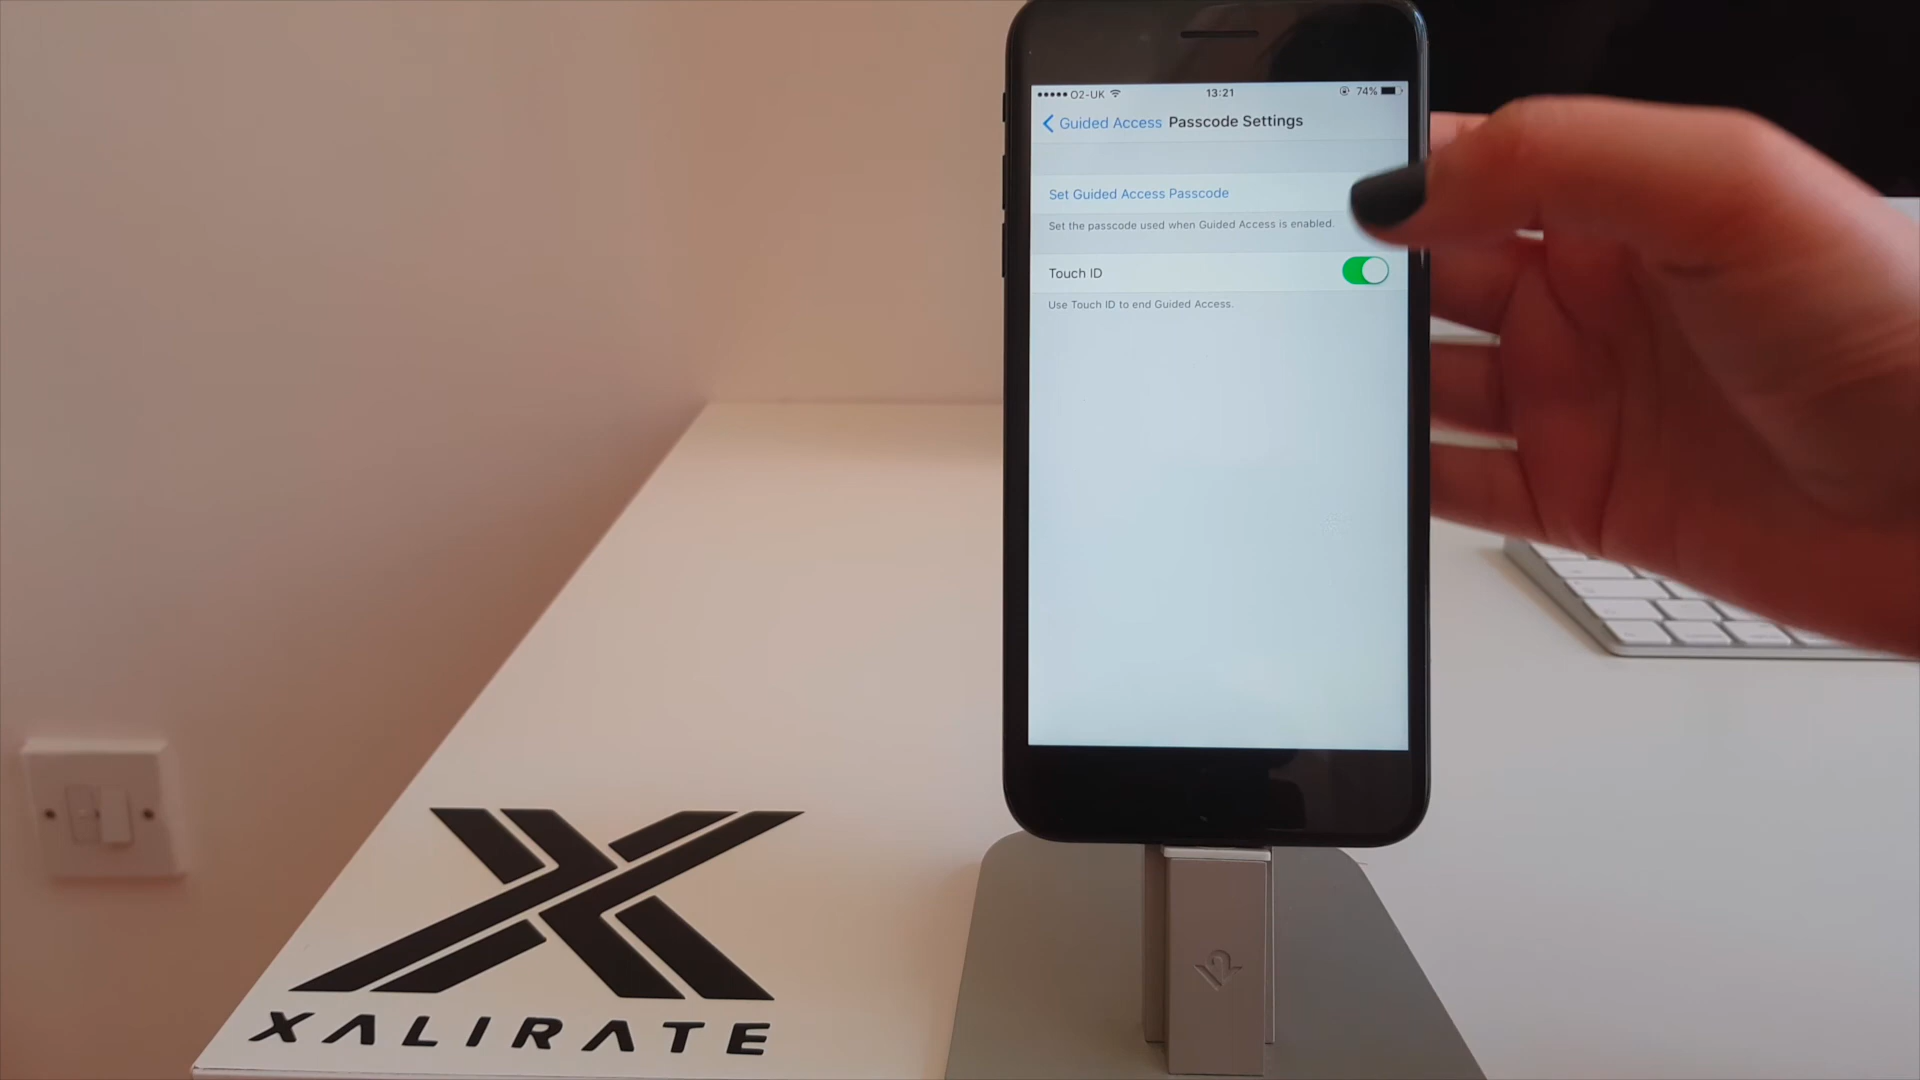 O2-UK 13:21 74%
Guided Access Passcode Settings
Set Guided Access Passcode
Set the passcode used when Guided Access is enabled.
Touch ID
Use Touch ID to end Guided Access.
XALIRATE